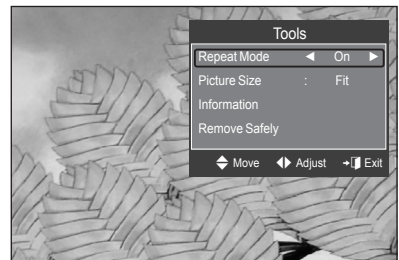 Tools
Repeat Mode ◀ On ▶
Picture Size : Fit
Information
Remove Safely
Move Adjust Exit